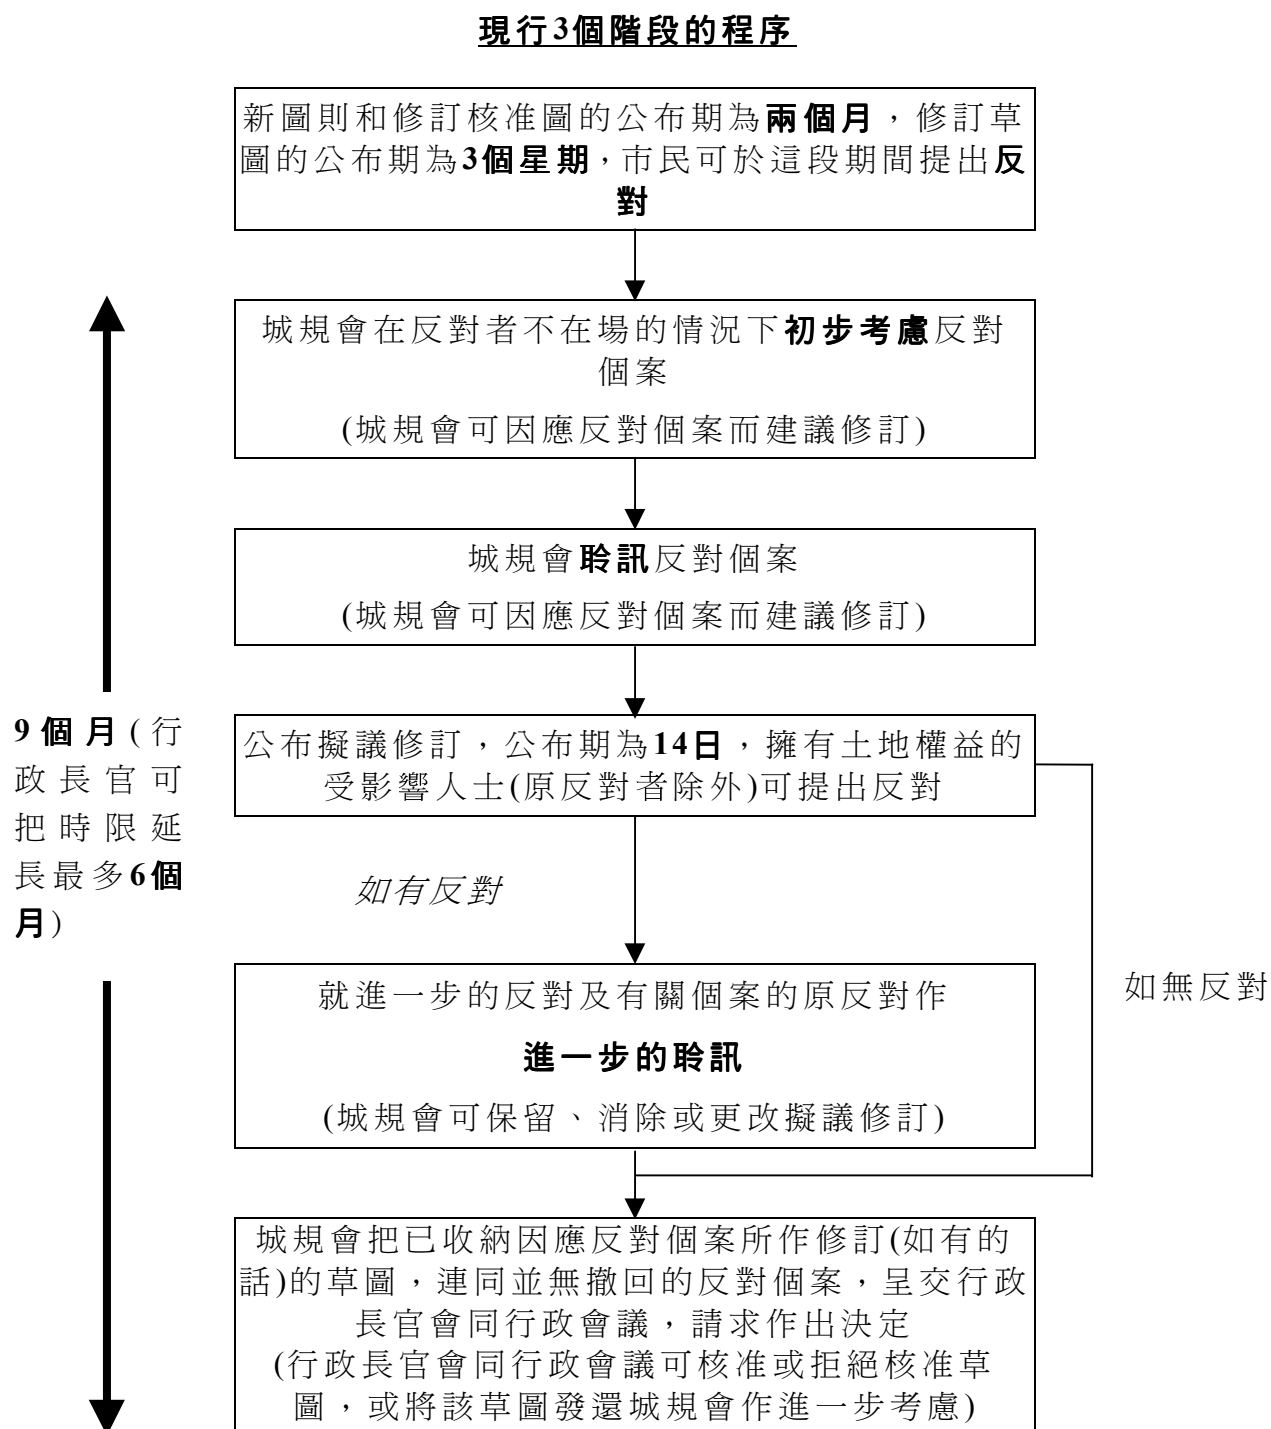 現行3個階段的程序
新圖則和修訂核准圖的公布期為兩個月，修訂草
圖的公布期為3個星期，市民可於這段期間提出反
對
城規會在反對者不在場的情況下初步考慮反對
個案
(城規會可因應反對個案而建議修訂)
城規會聆訊反對個案
(城規會可因應反對個案而建議修訂)
9個月(行
政長官可
把時限延
長最多6個
月)
公布擬議修訂，公布期為14日，擁有土地權益的
受影響人士(原反對者除外)可提出反對
如有反對
如無反對
就進一步的反對及有關個案的原反對作
進一步的聆訊
(城規會可保留、消除或更改擬議修訂)
城規會把已收納因應反對個案所作修訂(如有的
話)的草圖，連同並無撤回的反對個案，呈交行政
長官會同行政會議，請求作出決定
(行政長官會同行政會議可核准或拒絕核准草
圖，或將該草圖發還城規會作進一步考慮)